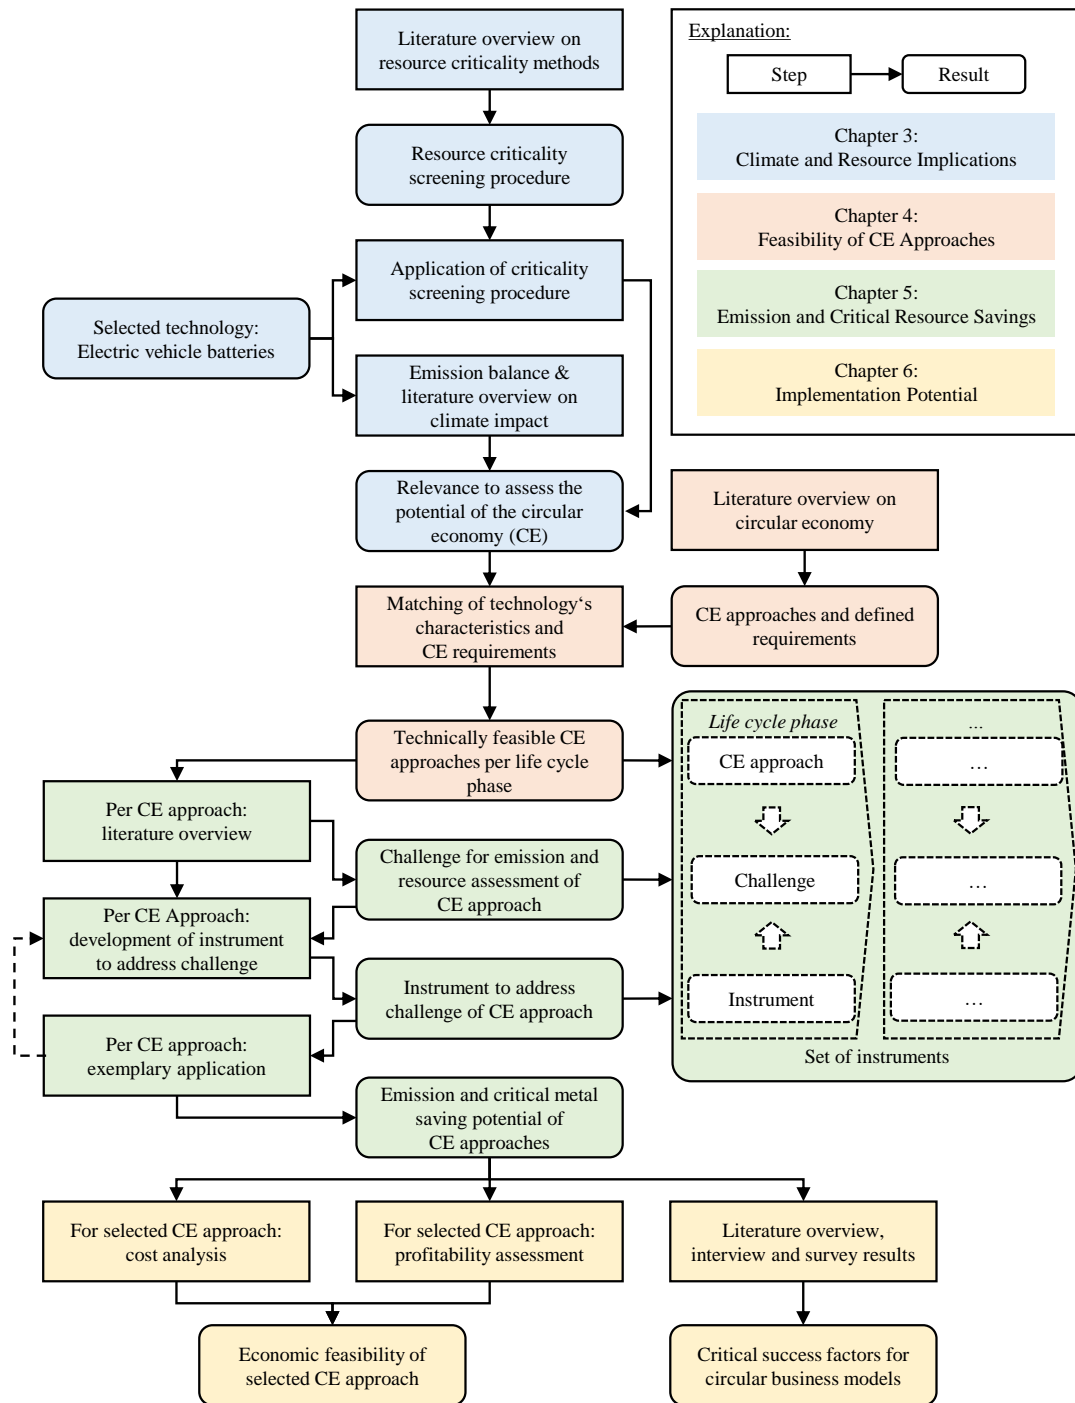 Literature overview on
resource criticality methods
Explanation:
Step
Result
Resource criticality
screening procedure
Chapter 3:
Climate and Resource Implications
Chapter 4:
Feasibility of CE Approaches
Application of criticality
screening procedure
Selected technology:
Electric vehicle batteries
Chapter 5:
Emission and Critical Resource Savings
Emission balance &
literature overview on
climate impact
Chapter 6:
Implementation Potential
Relevance to assess the
potential of the circular
economy (CE)
Literature overview on
circular economy
Matching of technology‘s
characteristics and
CE requirements
CE approaches and defined
requirements
Technically feasible CE
approaches per life cycle
phase
Life cycle phase
...
CE approach
…
Per CE approach:
literature overview
Challenge for emission and
resource assessment of
CE approach
Challenge
…
Per CE Approach:
development of instrument
to address challenge
Instrument to address
challenge of CE approach
Instrument
…
Set of instruments
Per CE approach:
exemplary application
Emission and critical metal
saving potential of
CE approaches
For selected CE approach:
cost analysis
For selected CE approach:
profitability assessment
Literature overview,
interview and survey results
Economic feasibility of
selected CE approach
Critical success factors for
circular business models